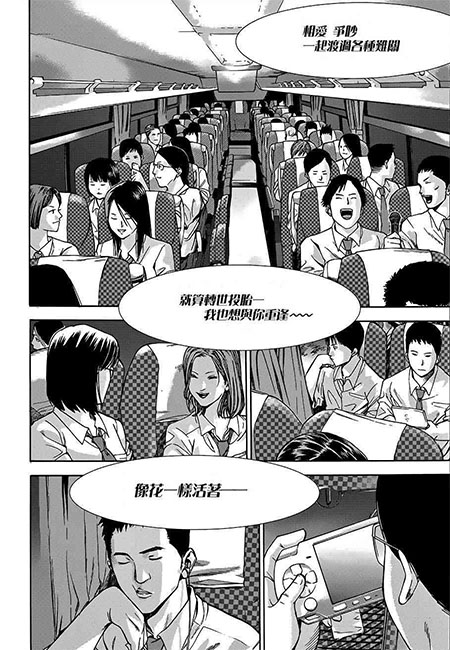 相愛 爭吵
一起渡過各種難關
就算轉世投胎—
我也想與你重逢～～
像花一樣活著——